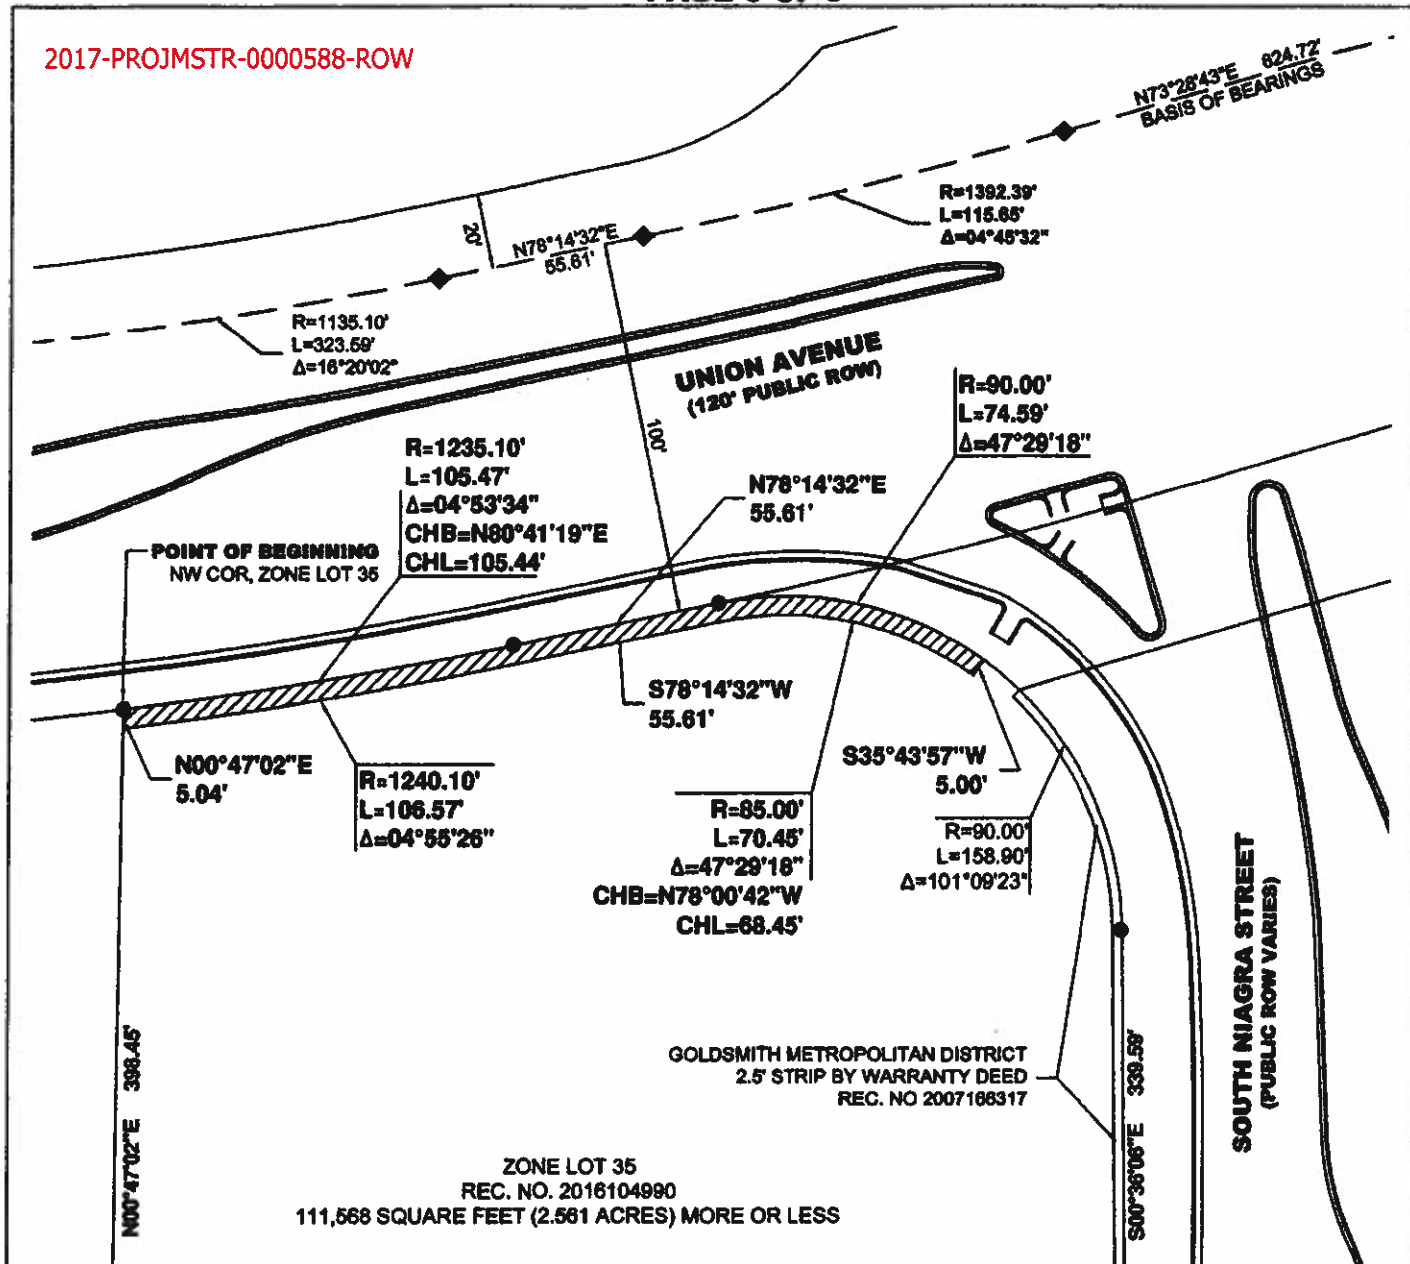 2017-PROJMSTR-0000588-ROW
N73°28'43"E 624.72'
BASIS OF BEARINGS
R=1392.39'
L=115.65'
Δ=04°45'32"
20'
N78°14'32"E
55.61'
R=1135.10'
L=323.59'
Δ=16°20'02"
UNION AVENUE
(120' PUBLIC ROW)
100'
R=90.00'
L=74.59'
Δ=47°29'18"
R=1235.10'
L=105.47'
Δ=04°53'34"
CHB=N80°41'19"E
CHL=105.44'
N78°14'32"E
55.61'
POINT OF BEGINNING
NW COR, ZONE LOT 35
S78°14'32"W
55.61'
N00°47'02"E
5.04'
R=1240.10'
L=106.57'
Δ=04°55'26"
S35°43'57"W
5.00'
R=85.00'
L=70.45'
Δ=47°29'18"
CHB=N78°00'42"W
CHL=68.45'
R=90.00'
L=158.90'
Δ=101°09'23"
SOUTH NIAGRA STREET
(PUBLIC ROW VARIES)
GOLDSMITH METROPOLITAN DISTRICT
2.5' STRIP BY WARRANTY DEED
REC. NO 2007166317
N00°47'02"E 398.45'
S00°36'06"E 339.59'
ZONE LOT 35
REC. NO. 2016104990
111,568 SQUARE FEET (2.561 ACRES) MORE OR LESS